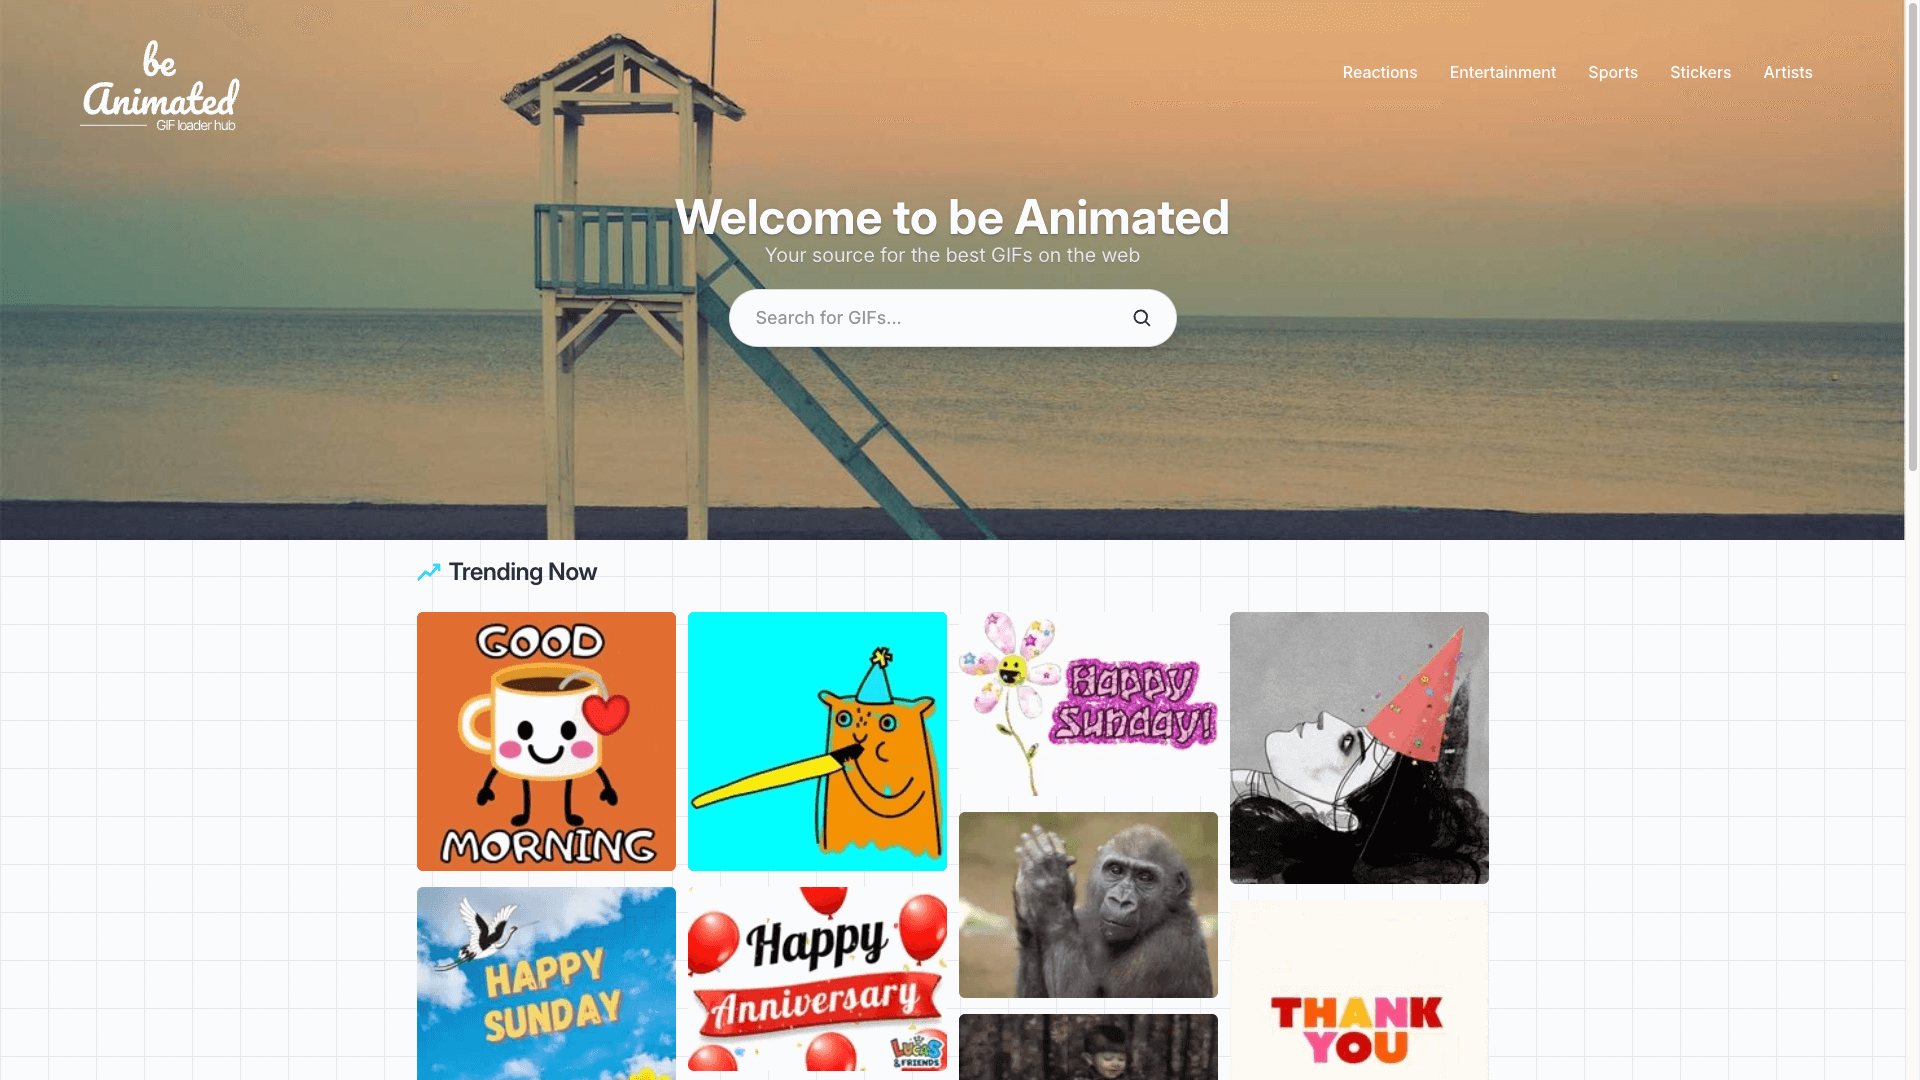 be
Animated
GIF loader hub
Reactions
Entertainment
Sports
Stickers
Artists
Welcome to be Animated
Your source for the best GIFs on the web
Search for GIFs...
Trending Now
GOOD
MORNING
Happy
Sunday!
HAPPY
SUNDAY
Happy
Anniversary
LUCAS
& FRIENDS
THANK
YOU